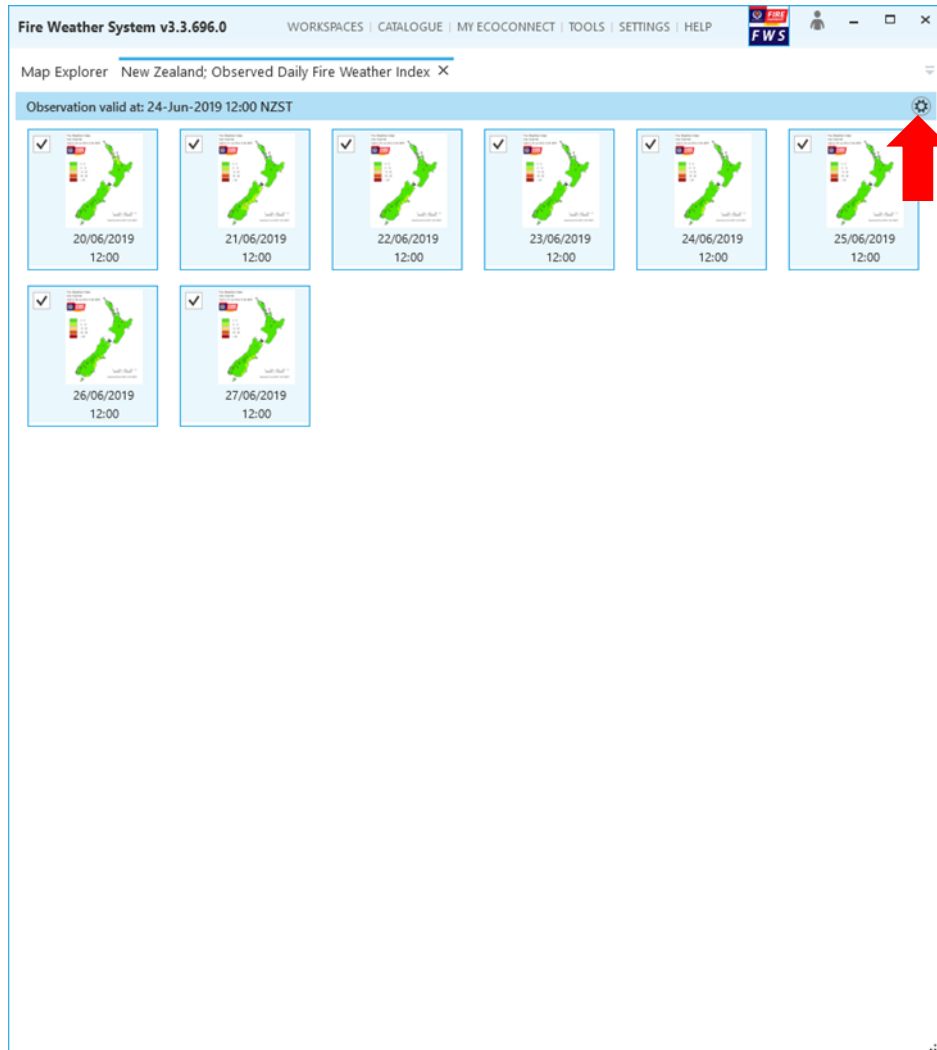 Fire Weather System v3.3.696.0 WORKSPACES | CATALOGUE | MY ECOCONNECT | TOOLS | SETTINGS | HELP FIRE
FWS
Map Explorer New Zealand; Observed Daily Fire Weather Index ✕
Observation valid at: 24-Jun-2019 12:00 NZST
20/06/2019 21/06/2019 22/06/2019 23/06/2019 24/06/2019 25/06/2019
12:00 12:00 12:00 12:00 12:00 12:00
26/06/2019 27/06/2019
12:00 12:00